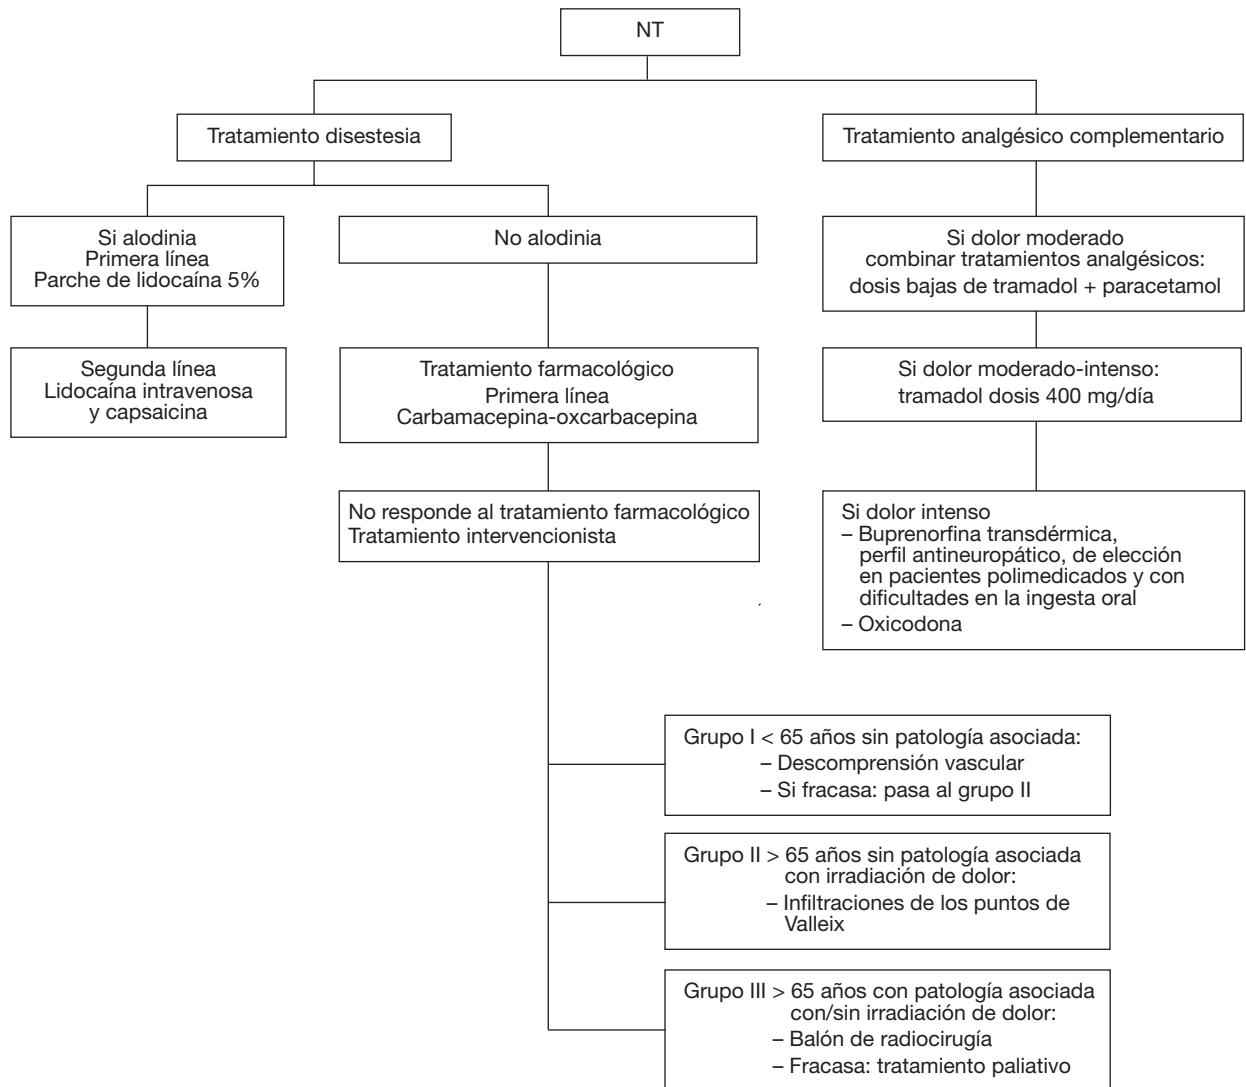 NT
Tratamiento disestesia
Tratamiento analgésico complementario
Si alodinia
Primera línea
Parche de lidocaína 5%
No alodinia
Si dolor moderado
combinar tratamientos analgésicos:
dosis bajas de tramadol + paracetamol
Segunda línea
Lidocaína intravenosa
y capsaicina
Tratamiento farmacológico
Primera línea
Carbamacepina-oxcarbacepina
Si dolor moderado-intenso:
tramadol dosis 400 mg/día
No responde al tratamiento farmacológico
Tratamiento intervencionista
Si dolor intenso
– Buprenorfina transdérmica,
perfil antineuropático, de elección
en pacientes polimedicados y con
dificultades en la ingesta oral
– Oxicodona
Grupo I < 65 años sin patología asociada:
– Descomprensión vascular
– Si fracasa: pasa al grupo II
Grupo II > 65 años sin patología asociada
con irradiación de dolor:
– Infiltraciones de los puntos de
Valleix
Grupo III > 65 años con patología asociada
con/sin irradiación de dolor:
– Balón de radiocirugía
– Fracasa: tratamiento paliativo